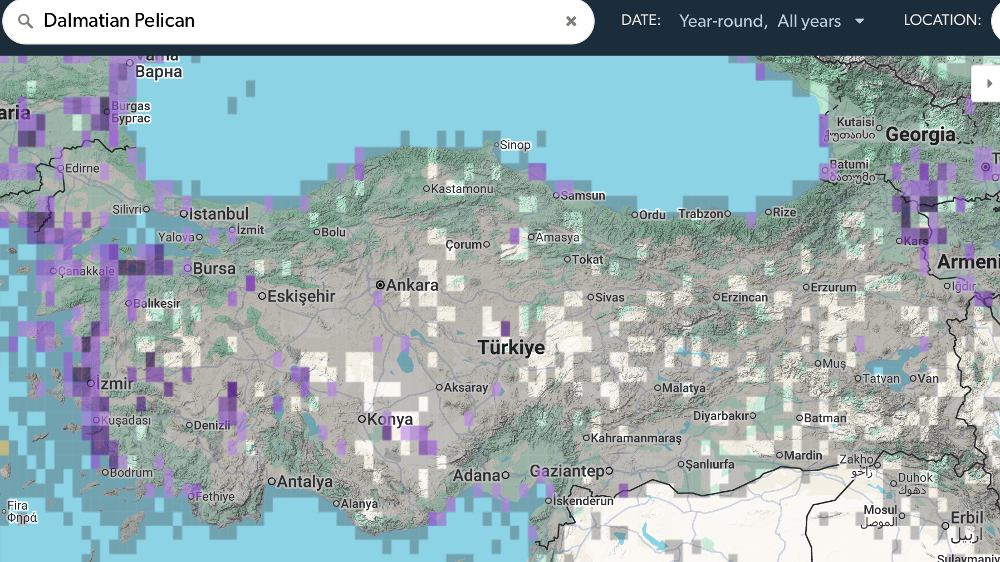 Dalmatian Pelican
DATE:
Year-round, All years
LOCATION:
Varna
Варна
Burgas
Бургас
aria
Edirne
Silivri
Istanbul
Yalova
İzmit
Bolu
Kastamonu
Sinop
Samsun
Ordu
Trabzon
Rize
Kutaisi
ქუთაისი
Georgia
Batumi
ბათუმი
Kars
Armeni
Iğdır
Çorum
Amasya
Tokat
Çanakkale
Bursa
Balıkesir
Eskişehir
Ankara
Sivas
Erzincan
Erzurum
Türkiye
Muş
Tatvan
Van
İzmir
Aksaray
Malatya
Kuşadası
Denizli
Konya
Diyarbakır
Batman
Kahramanmaraş
Bodrum
Antalya
Adana
Gaziantep
Şanlıurfa
Mardin
Zakho
زاخو
Duhok
دهوك
Fethiye
Alanya
İskenderun
Fira
Φηρά
Mosul
الموصل
Erbil
اربيل
Sulaymaniy